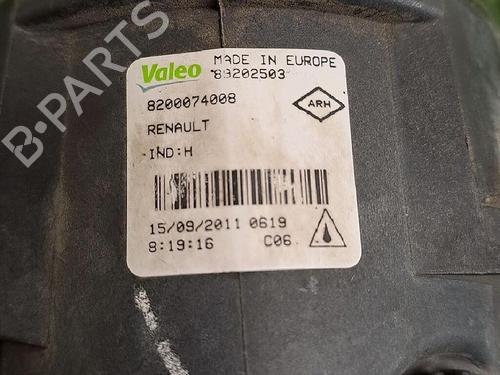 Valeo MADE IN EUROPE
89202503
8200074008
ARH
RENAULT
IND:H
15/09/2011 0619
8:19:16 C06
B-PARTS